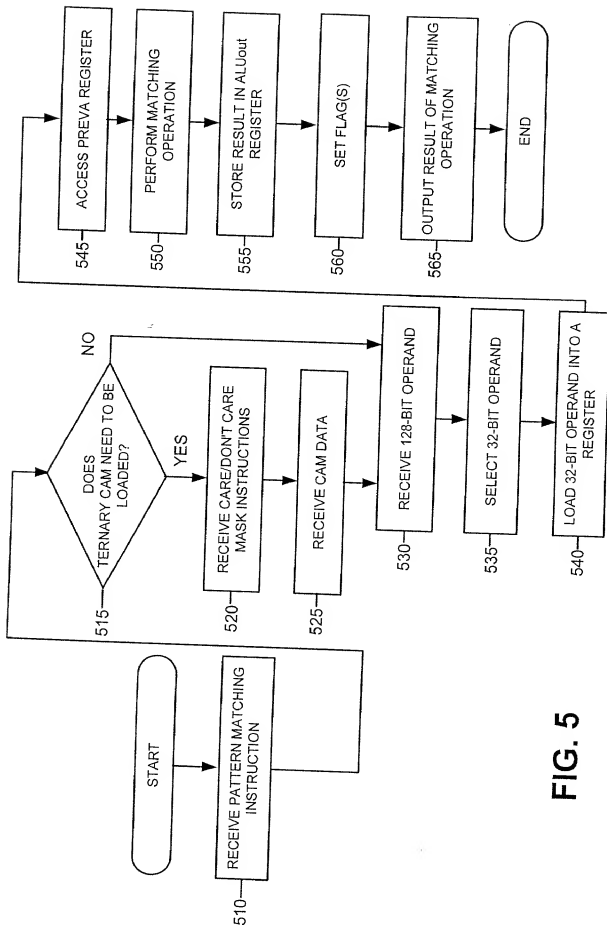 START
RECEIVE PATTERN MATCHING
INSTRUCTION
510
DOES
TERNARY CAM NEED TO BE
LOADED?
515
NO
YES
RECEIVE CARE/DON'T CARE
MASK INSTRUCTIONS
520
RECEIVE CAM DATA
525
RECEIVE 128-BIT OPERAND
530
SELECT 32-BIT OPERAND
535
LOAD 32-BIT OPERAND INTO A
REGISTER
540
ACCESS PREVA REGISTER
545
PERFORM MATCHING
OPERATION
550
STORE RESULT IN ALUout
REGISTER
555
SET FLAG(S)
560
OUTPUT RESULT OF MATCHING
OPERATION
565
END
FIG. 5